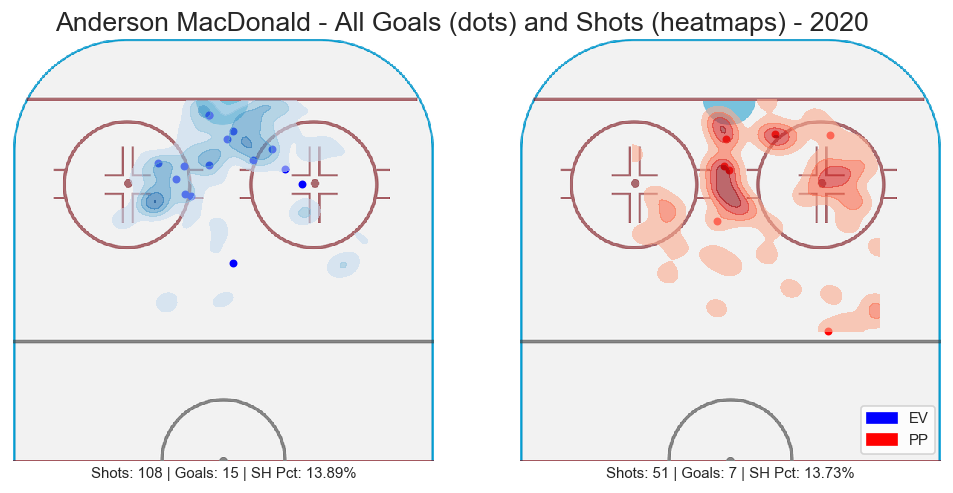 Anderson MacDonald - All Goals (dots) and Shots (heatmaps) - 2020
EV
PP
Shots: 108 | Goals: 15 | SH Pct: 13.89%
Shots: 51 | Goals: 7 | SH Pct: 13.73%